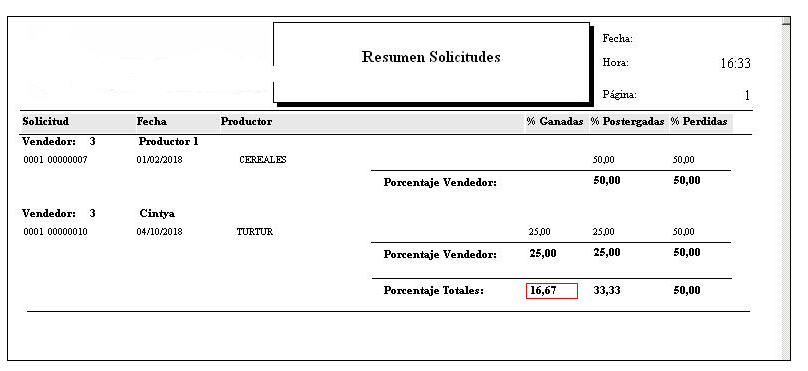 Resumen Solicitudes
Fecha:
Hora: 16:33
Página: 1
Solicitud Fecha Productor % Ganadas % Postergadas % Perdidas
Vendedor: 3 Productor 1
0001 00000007 01/02/2018 CEREALES 50,00 50,00
Porcentaje Vendedor: 50,00 50,00
Vendedor: 3 Cintya
0001 00000010 04/10/2018 TURTUR 25,00 25,00 50,00
Porcentaje Vendedor: 25,00 25,00 50,00
Porcentaje Totales: 16,67 33,33 50,00